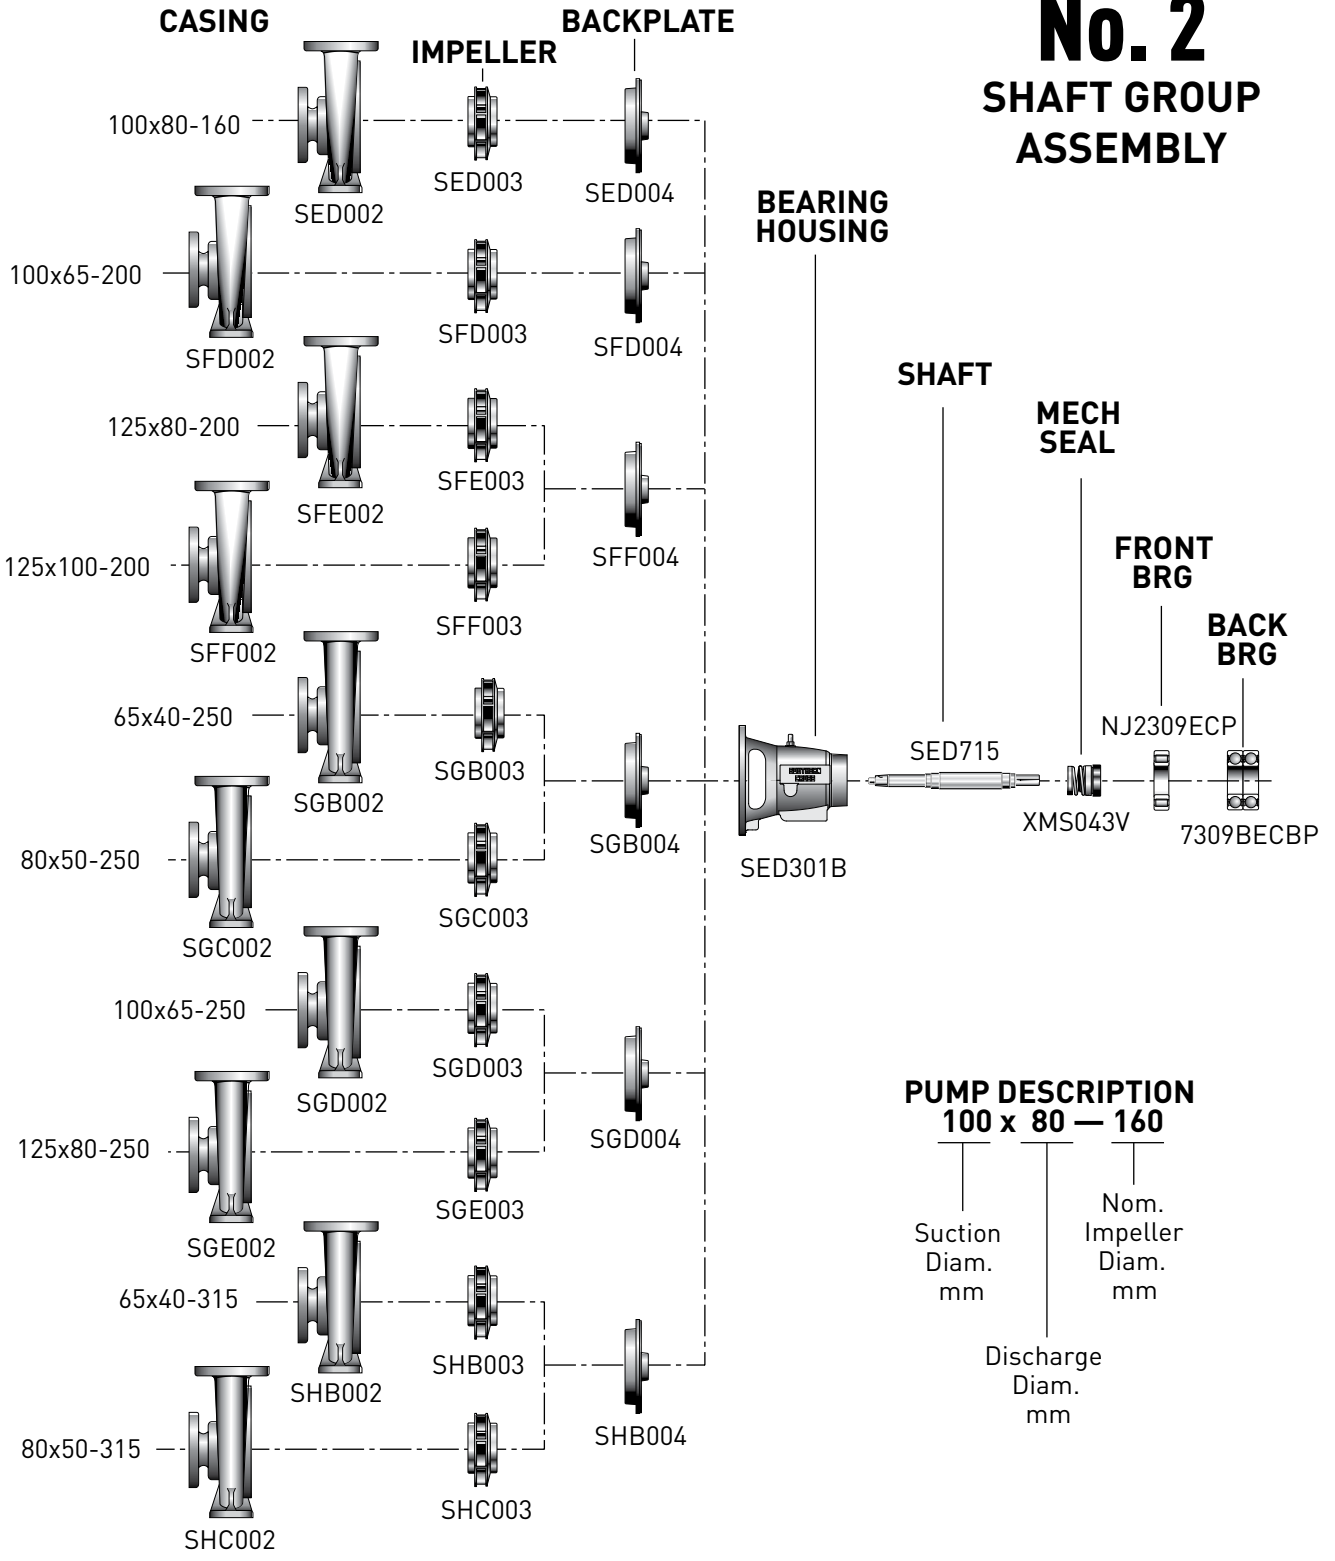 CASING
IMPELLER
BACKPLATE
No. 2
SHAFT GROUP
ASSEMBLY
100x80-160
SED002
SED003
SED004
100x65-200
SFD002
SFD003
SFD004
125x80-200
SFE002
SFE003
125x100-200
SFF002
SFF003
SFF004
65x40-250
SGB002
SGB003
80x50-250
SGC002
SGC003
SGB004
100x65-250
SGD002
SGD003
125x80-250
SGE002
SGE003
SGD004
65x40-315
SHB002
SHB003
80x50-315
SHC002
SHC003
SHB004
BEARING
HOUSING
SED301B
SHAFT
SED715
MECH
SEAL
XMS043V
FRONT
BRG
NJ2309ECP
BACK
BRG
7309BECBP
PUMP DESCRIPTION
100 x 80 — 160
Suction
Diam.
mm
Discharge
Diam.
mm
Nom.
Impeller
Diam.
mm